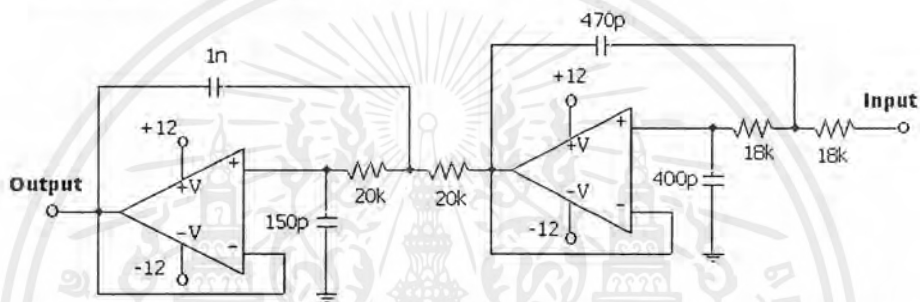 470p
1n
+12
Input
+12
+V
+
18k
18k
+V
+
Output
20k
20k
400p
-V
-
150p
-V
-
-12
-12